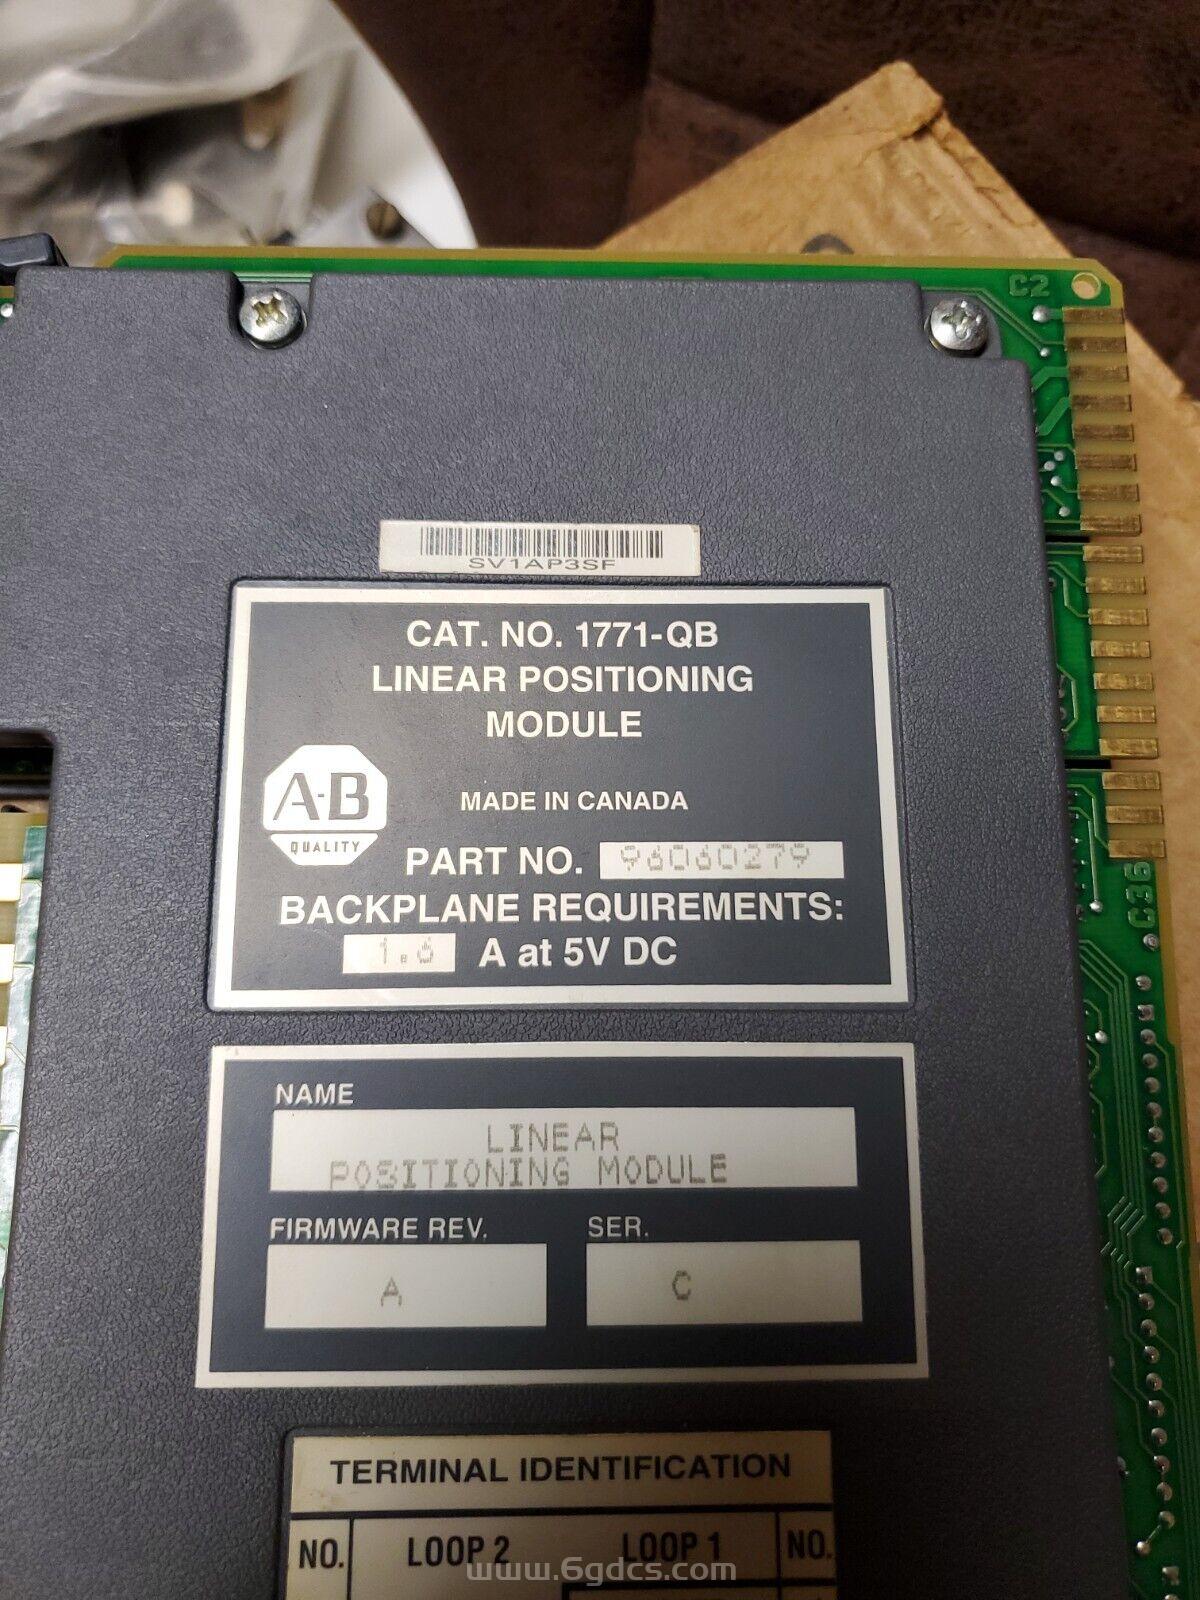 C2
SV1AP3SF
CAT. NO. 1771-QB
LINEAR POSITIONING
MODULE
A-B
QUALITY
MADE IN CANADA
PART NO. 96060279
BACKPLANE REQUIREMENTS:
1.6 A at 5V DC
C36
NAME
LINEAR
POSITIONING MODULE
FIRMWARE REV. SER.
A C
TERMINAL IDENTIFICATION
NO. LOOP 2 LOOP 1 NO.
www.6gdcs.com